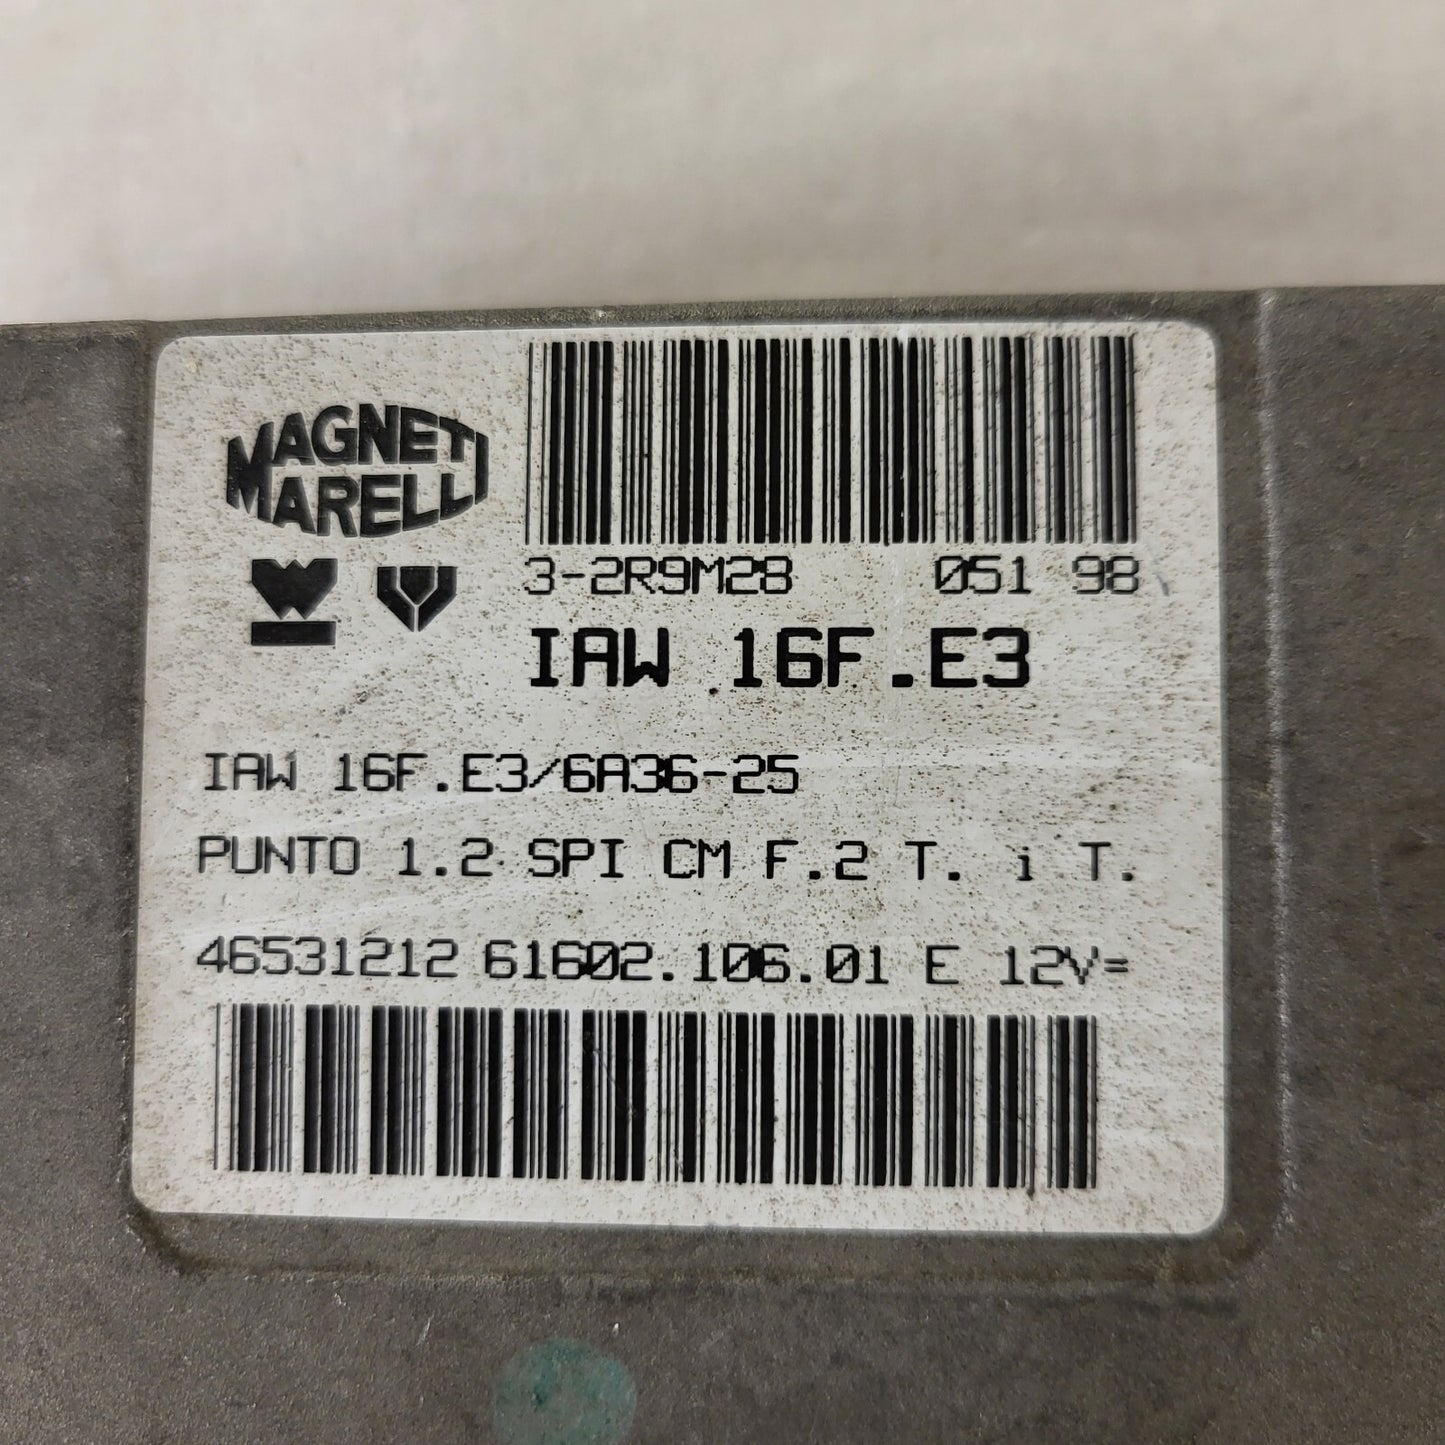 MAGNETI
MARELLI
3-2R9M28 051 98
IAW 16F.E3
IAW 16F.E3/6A36-25
PUNTO 1.2 SPI CM F.2 T. i T.
46531212 61602.106.01 E 12V=